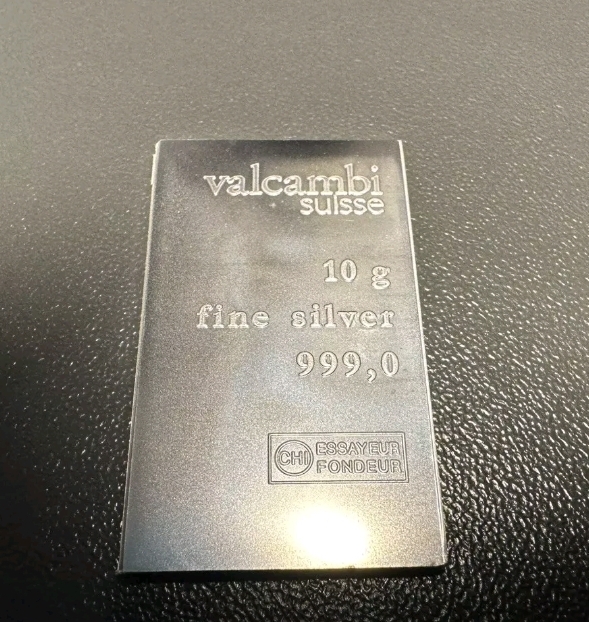 valcambi
suisse
10 g
fine silver
999,0
CHI ESSAYEUR
FONDEUR